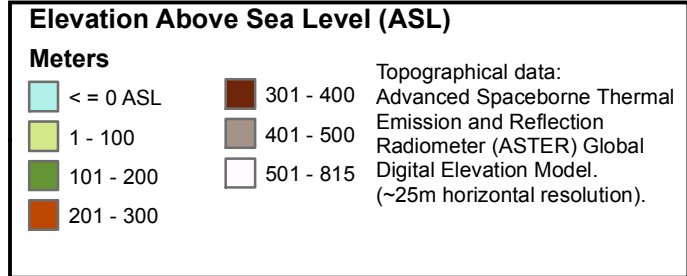 Elevation Above Sea Level (ASL)
Meters
< = 0 ASL
1 - 100
101 - 200
201 - 300
301 - 400
401 - 500
501 - 815
Topographical data:
Advanced Spaceborne Thermal
Emission and Reflection
Radiometer (ASTER) Global
Digital Elevation Model.
(~25m horizontal resolution).